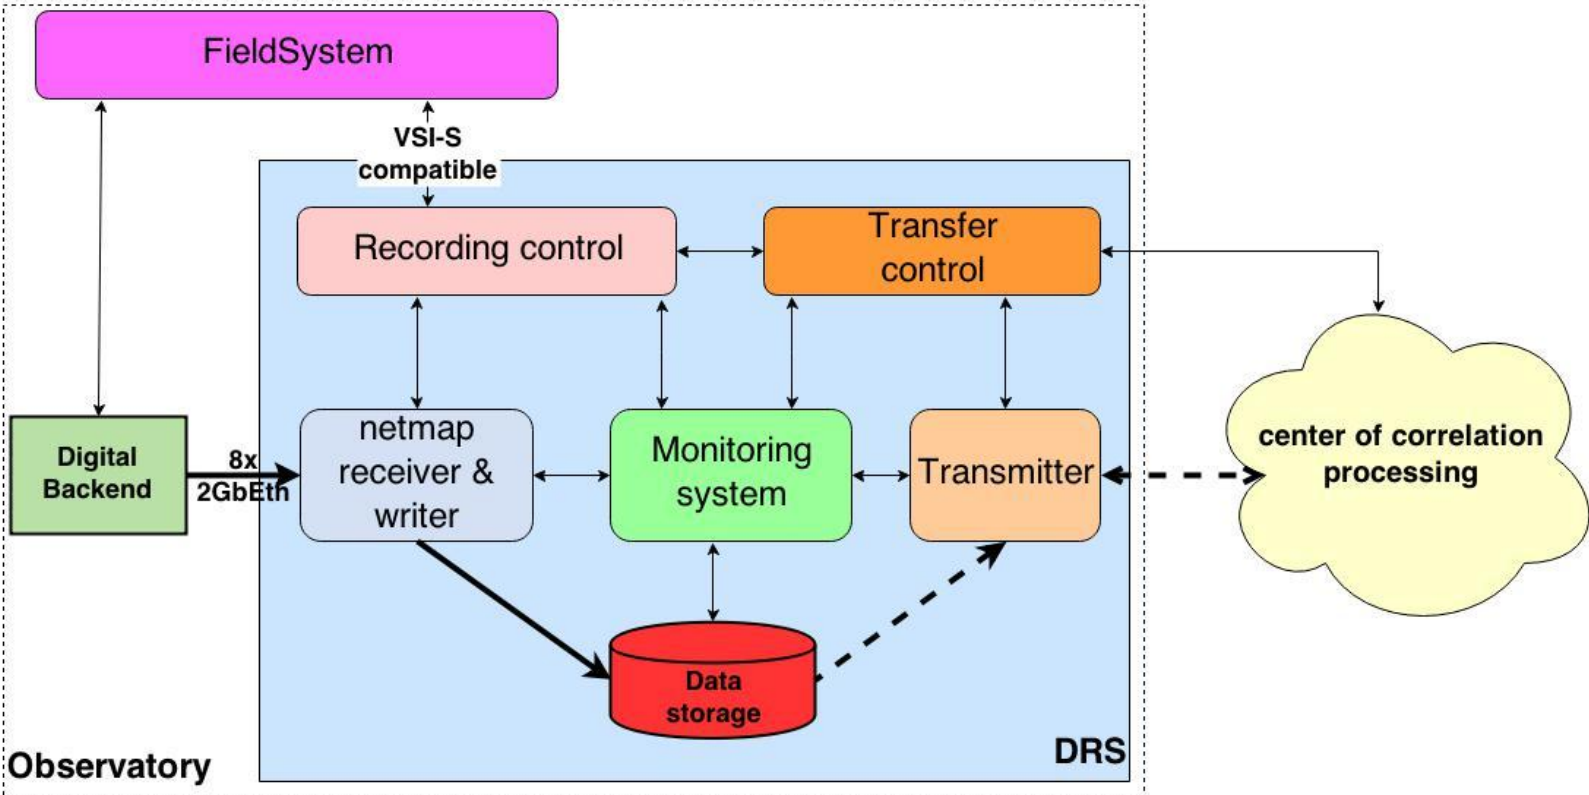 FieldSystem
VSI-S
compatible
Recording control
Transfer
control
Digital
Backend
8x
2GbEth
netmap
receiver &
writer
Monitoring
system
Transmitter
center of correlation
processing
Data
storage
Observatory
DRS